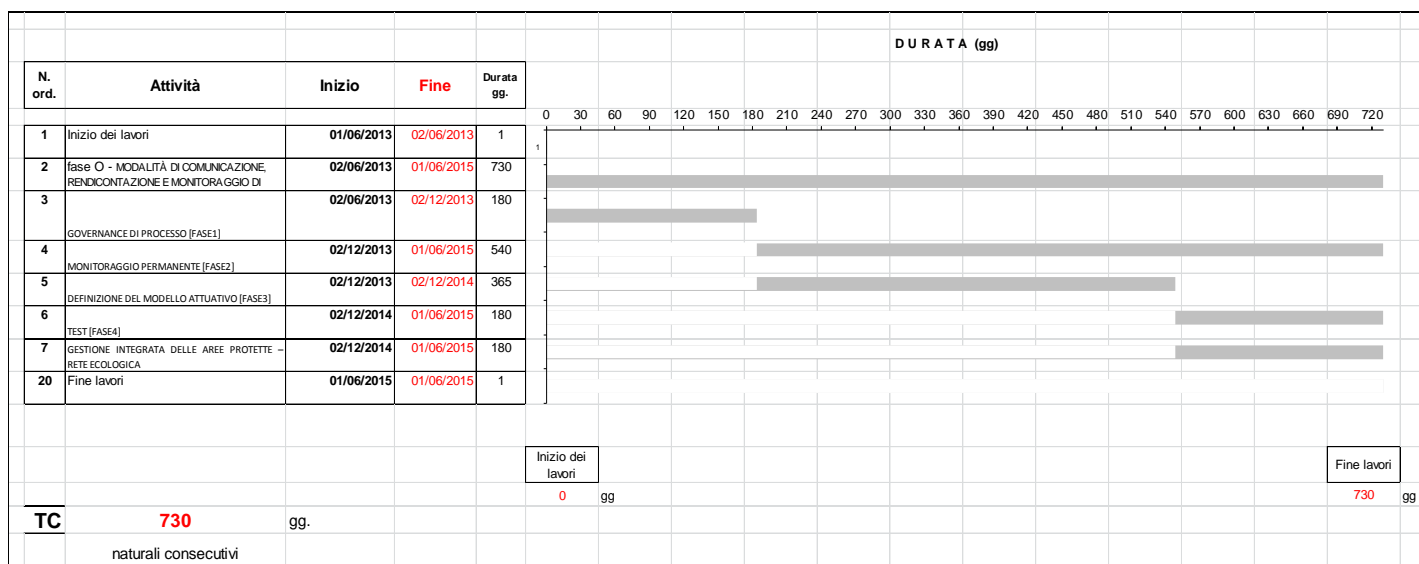 D U R A T A (gg)
N. ord. Attività Inizio Fine Durata gg.
0 30 60 90 120 150 180 210 240 270 300 330 360 390 420 450 480 510 540 570 600 630 660 690 720
1 Inizio dei lavori 01/06/2013 02/06/2013 1
1
2 fase O - MODALITÀ DI COMUNICAZIONE, 02/06/2013 01/06/2015 730
RENDICONTAZIONE E MONITORAGGIO DI
3 02/06/2013 02/12/2013 180
GOVERNANCE DI PROCESSO [FASE1]
4 02/12/2013 01/06/2015 540
MONITORAGGIO PERMANENTE [FASE2]
5 02/12/2013 02/12/2014 365
DEFINIZIONE DEL MODELLO ATTUATIVO [FASE3]
6 02/12/2014 01/06/2015 180
TEST [FASE4]
7 GESTIONE INTEGRATA DELLE AREE PROTETTE – 02/12/2014 01/06/2015 180
RETE ECOLOGICA
20 Fine lavori 01/06/2015 01/06/2015 1
Inizio dei
lavori
Fine lavori
0 gg
730 gg
TC 730 gg.
naturali consecutivi